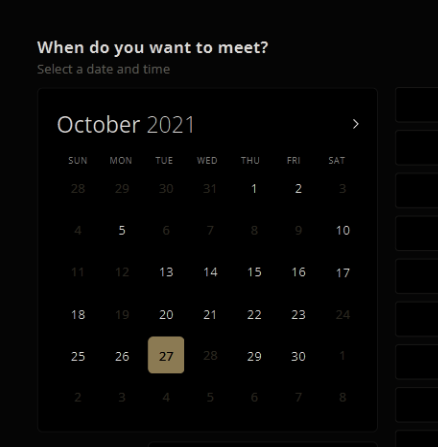 When do you want to meet?
Select a date and time
October 2021
SUN MON TUE WED THU FRI SAT
28 29 30 31 1 2 3
4 5 6 7 8 9 10
11 12 13 14 15 16 17
18 19 20 21 22 23 24
25 26 27 28 29 30 1
2 3 4 5 6 7 8